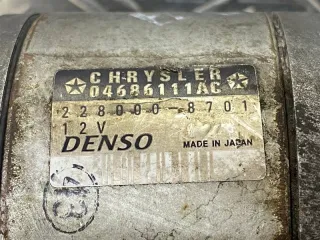 CHRYSLER
04686111AC
228000-8701
12V
DENSO MADE IN JAPAN